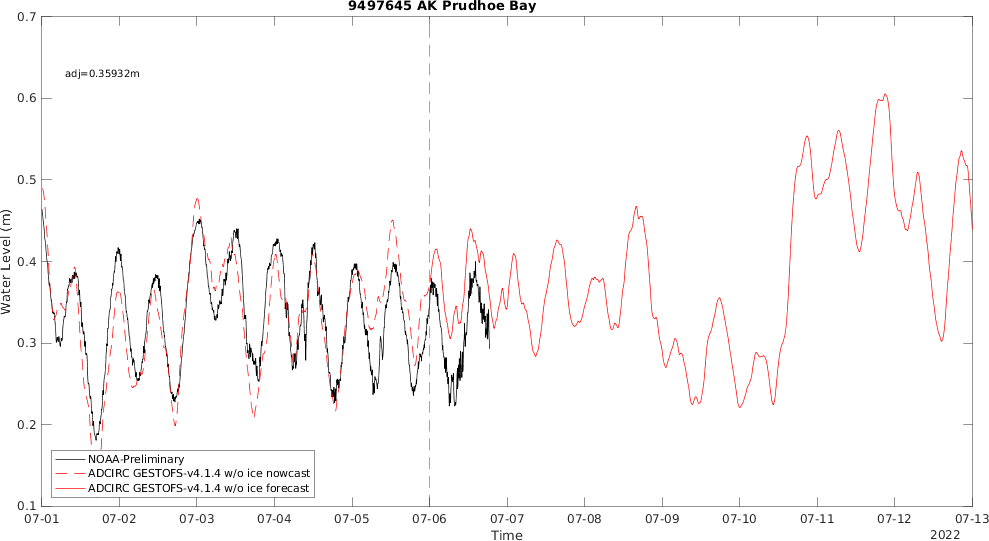 9497645 AK Prudhoe Bay
0.7
adj=0.35932m
0.6
0.5
0.4
0.3
0.2
0.1
Water Level (m)
NOAA-Preliminary
ADCIRC GESTOFS-v4.1.4 w/o ice nowcast
ADCIRC GESTOFS-v4.1.4 w/o ice forecast
07-01 07-02 07-03 07-04 07-05 07-06 07-07 07-08 07-09 07-10 07-11 07-12 07-13
Time
2022